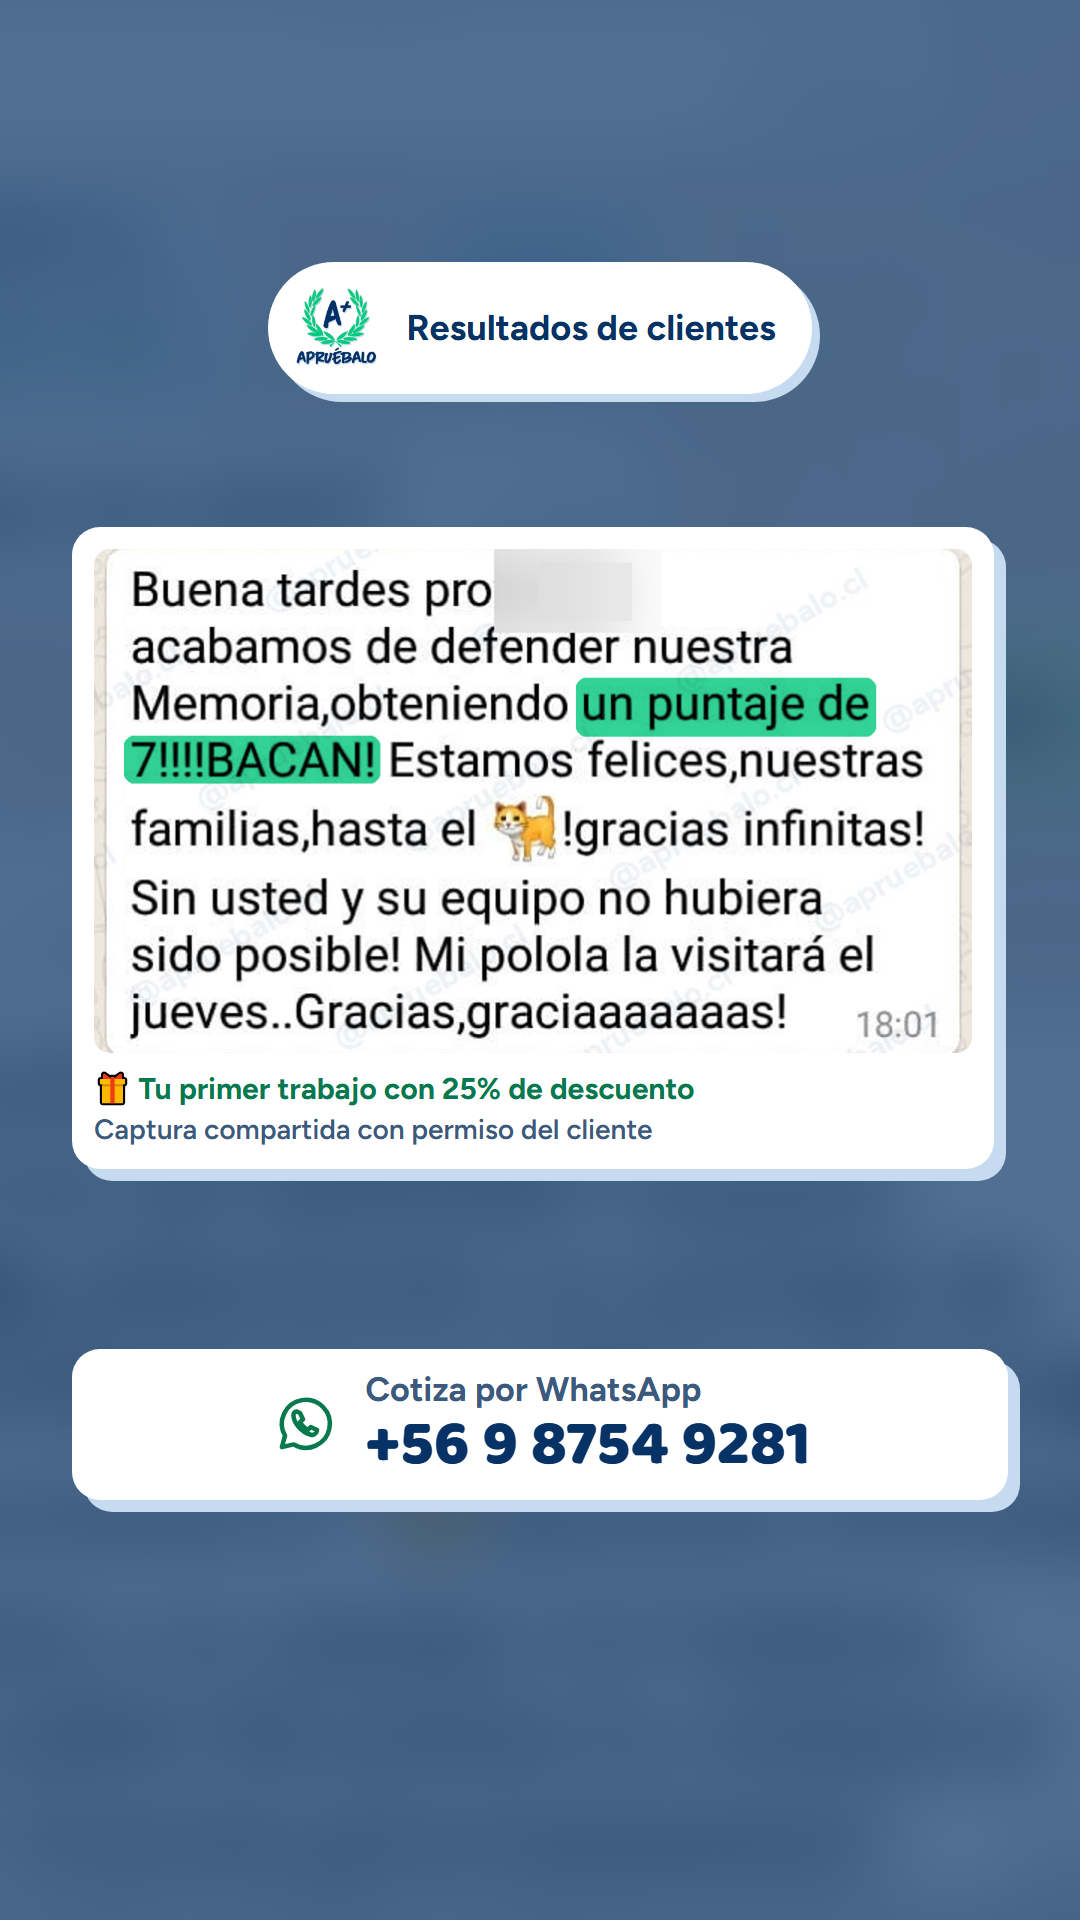 A+
APRUÉBALO
Resultados de clientes
Buena tardes
acabamos de defender nuestra
Memoria,obteniendo un puntaje de
7!!!!BACAN! Estamos felices,nuestras
familias,hasta el 🐈!gracias infinitas!
Sin usted y su equipo no hubiera
sido posible! Mi polola la visitará el
jueves..Gracias,graciaaaaaaas!
18:01
🎁 Tu primer trabajo con 25% de descuento
Captura compartida con permiso del cliente
Cotiza por WhatsApp
+56 9 8754 9281